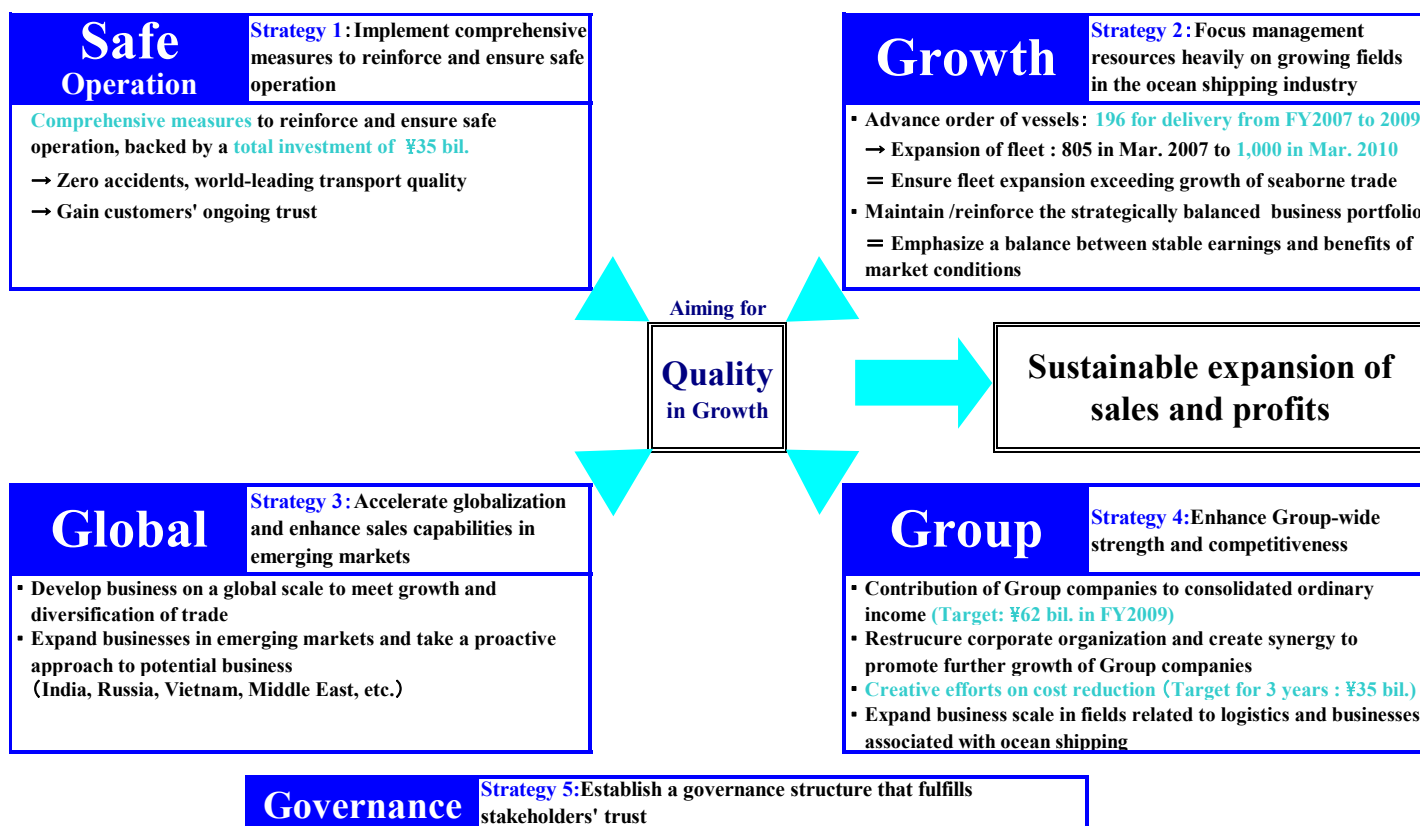 Safe
Operation
Strategy 1：Implement comprehensive
measures to reinforce and ensure safe
operation
Comprehensive measures to reinforce and ensure safe
operation, backed by a total investment of ¥35 bil.
→ Zero accidents, world-leading transport quality
→ Gain customers' ongoing trust
Growth
Strategy 2：Focus management
resources heavily on growing fields
in the ocean shipping industry
▪ Advance order of vessels： 196 for delivery from FY2007 to 2009
→ Expansion of fleet : 805 in Mar. 2007 to 1,000 in Mar. 2010
＝ Ensure fleet expansion exceeding growth of seaborne trade
▪ Maintain /reinforce the strategically balanced business portfolio
＝ Emphasize a balance between stable earnings and benefits of
market conditions
Aiming for
Quality
in Growth
Sustainable expansion of
sales and profits
Global
Strategy 3：Accelerate globalization
and enhance sales capabilities in
emerging markets
▪ Develop business on a global scale to meet growth and
diversification of trade
▪ Expand businesses in emerging markets and take a proactive
approach to potential business
（India, Russia, Vietnam, Middle East, etc.）
Group
Strategy 4:Enhance Group-wide
strength and competitiveness
▪ Contribution of Group companies to consolidated ordinary
income (Target: ¥62 bil. in FY2009)
▪ Restrucure corporate organization and create synergy to
promote further growth of Group companies
▪ Creative efforts on cost reduction（Target for 3 years : ¥35 bil.）
▪ Expand business scale in fields related to logistics and businesses
associated with ocean shipping
Governance
Strategy 5:Establish a governance structure that fulfills
stakeholders' trust